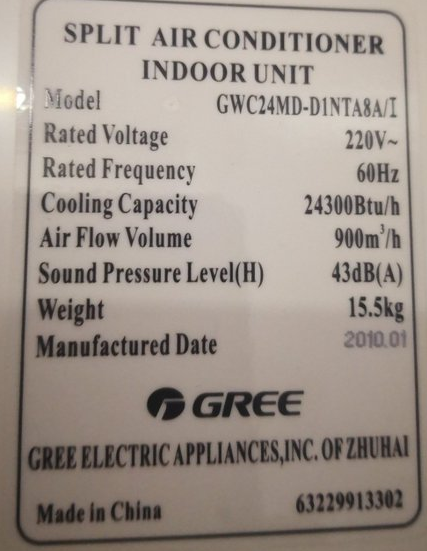 SPLIT AIR CONDITIONER
INDOOR UNIT
Model GWC24MD-D1NTA8A/I
Rated Voltage 220V~
Rated Frequency 60Hz
Cooling Capacity 24300Btu/h
Air Flow Volume 900m³/h
Sound Pressure Level(H) 43dB(A)
Weight 15.5kg
Manufactured Date 2010.01
GREE
GREE ELECTRIC APPLIANCES,INC. OF ZHUHAI
Made in China 63229913302